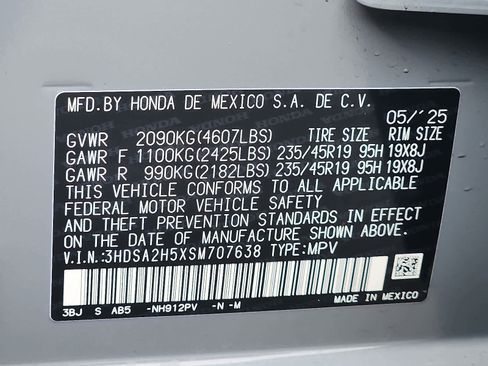 MFD.BY HONDA DE MEXICO S.A. DE C.V.
05/'25
GVWR 2090KG(4607LBS) TIRE SIZE RIM SIZE
GAWR F 1100KG(2425LBS) 235/45R19 95H 19X8J
GAWR R 990KG(2182LBS) 235/45R19 95H 19X8J
THIS VEHICLE CONFORMS TO ALL APPLICABLE
FEDERAL MOTOR VEHICLE SAFETY
AND THEFT PREVENTION STANDARDS IN EFFECT ON
THE DATE OF MANUFACTURE SHOWN ABOVE.
V.I.N.:3HDSA2H5XSM707638 TYPE:MPV
3BJ S AB5 -NH912PV -N -M MADE IN MEXICO